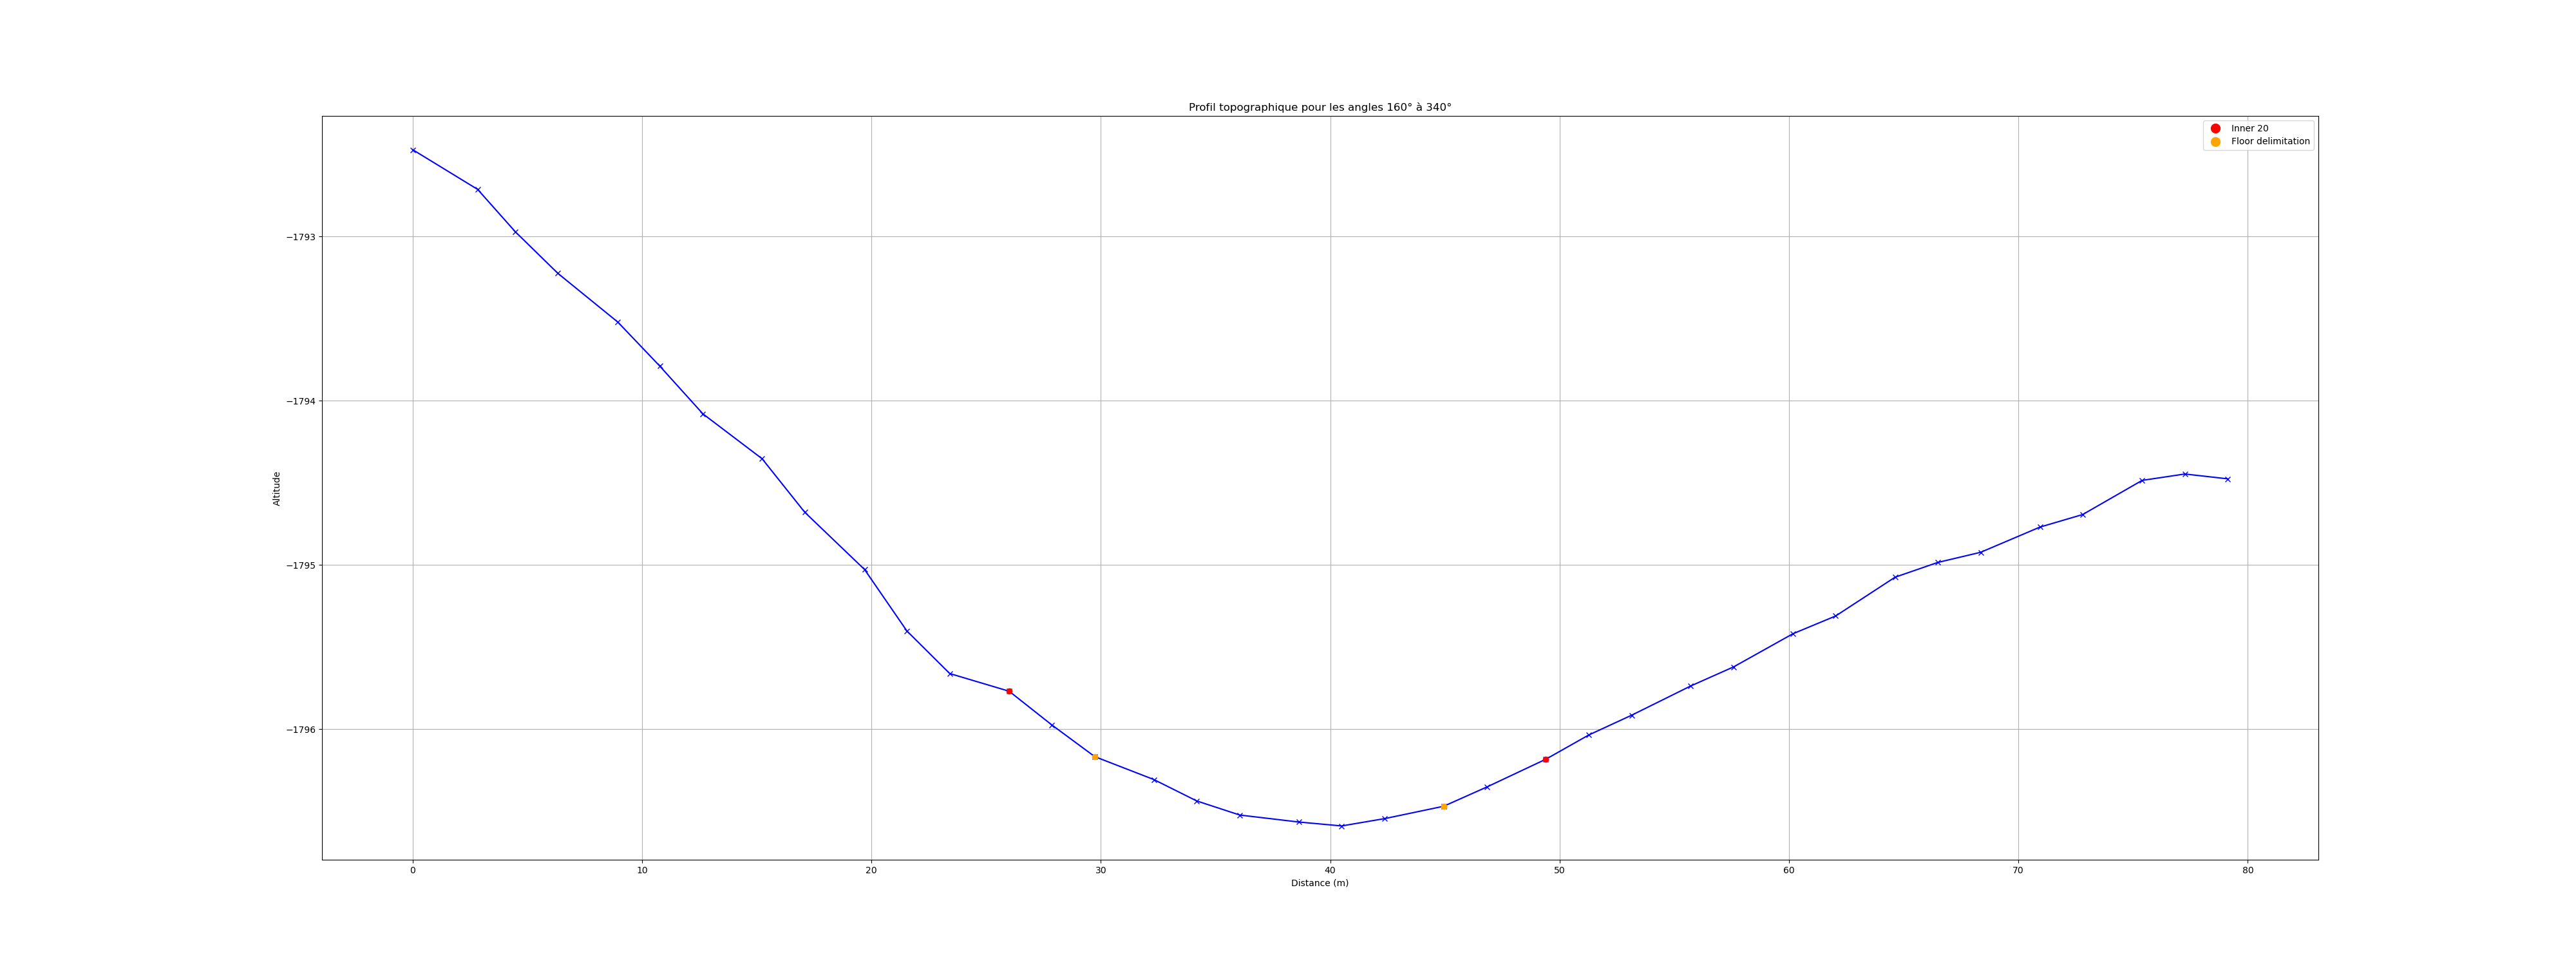 Profil topographique pour les angles 160° à 340°
Inner 20
Floor delimitation
−1793
−1794
−1795
−1796
Altitude
0 10 20 30 40 50 60 70 80
Distance (m)